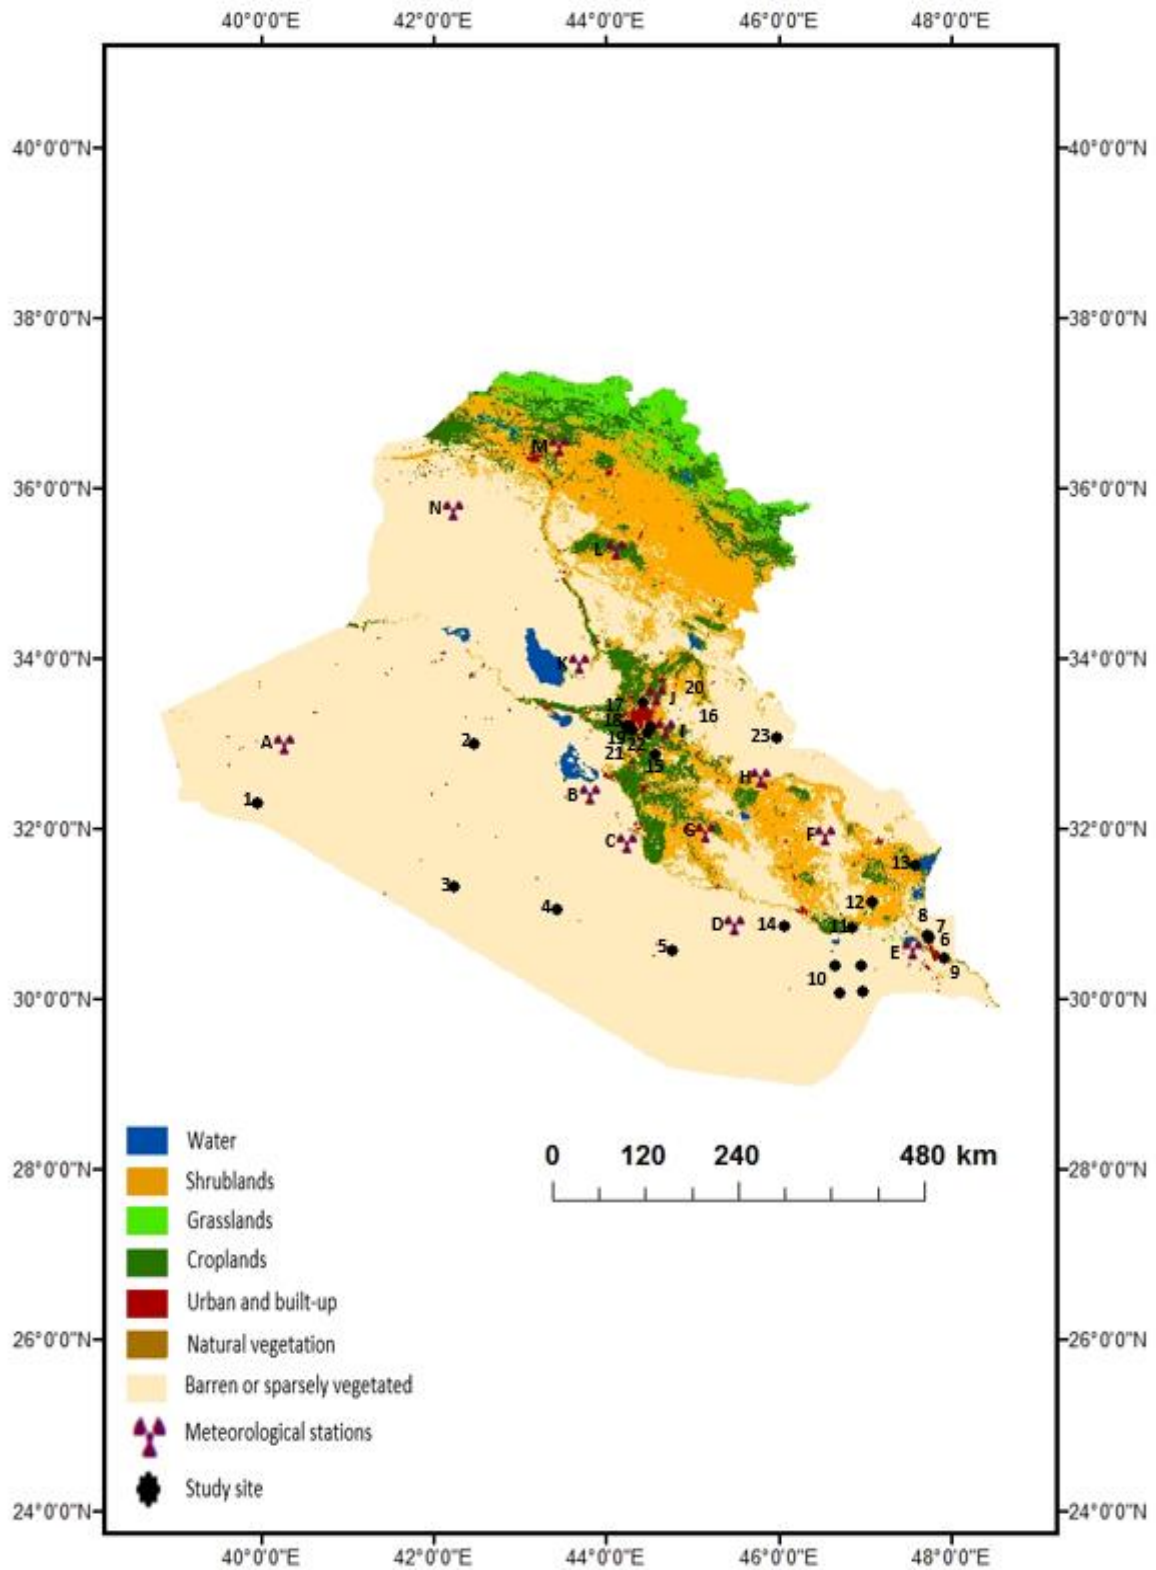 40°0'0"E 42°0'0"E 44°0'0"E 46°0'0"E 48°0'0"E
40°0'0"N 40°0'0"N
38°0'0"N 38°0'0"N
M
36°0'0"N 36°0'0"N
N
L
34°0'0"N 34°0'0"N
K
20
J
17 16
18 I
19 22 23
A 2 21
15
H
B
1
32°0'0"N 32°0'0"N
G F
C
13
3
12
4 8
D 14 11 7
6
5 E
9
10
30°0'0"N 30°0'0"N
28°0'0"N 28°0'0"N
0 120 240 480 km
Water
Shrublands
Grasslands
Croplands
Urban and built-up
26°0'0"N 26°0'0"N
Natural vegetation
Barren or sparsely vegetated
Meteorological stations
Study site
24°0'0"N 24°0'0"N
40°0'0"E 42°0'0"E 44°0'0"E 46°0'0"E 48°0'0"E